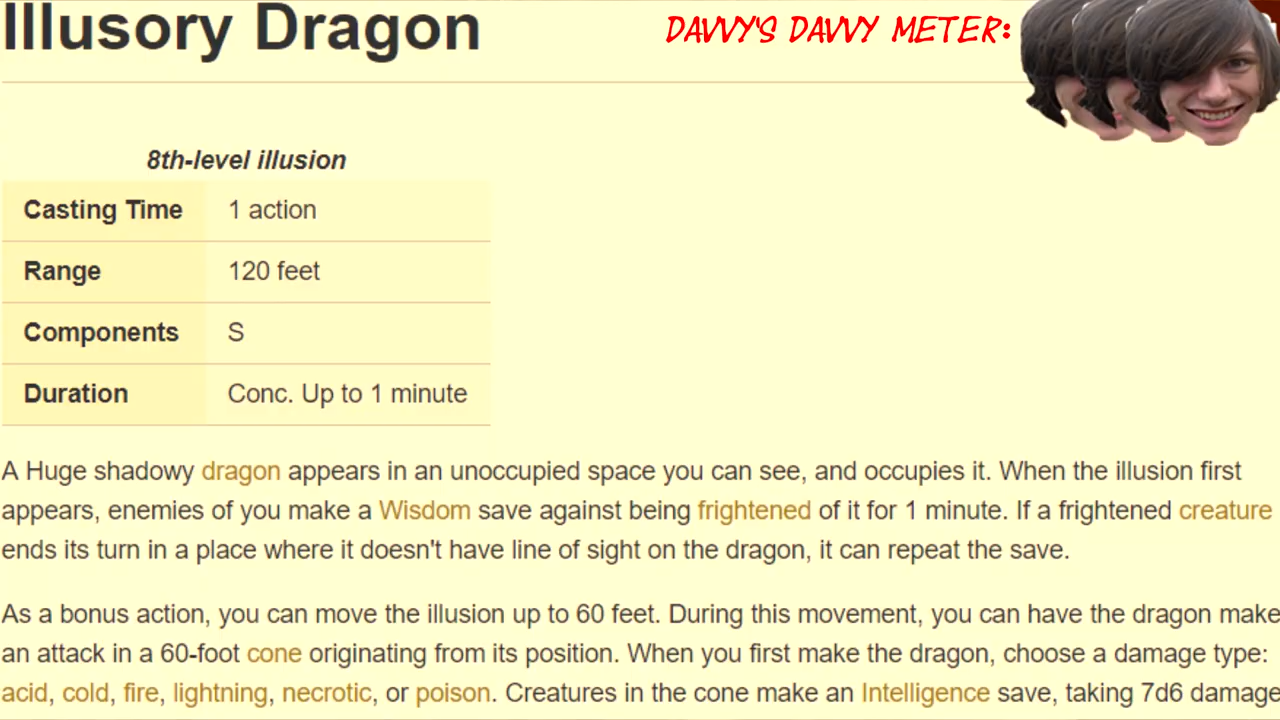 Illusory Dragon
DAVVY'S DAVVY METER:
8th-level illusion
Casting Time 1 action
Range 120 feet
Components S
Duration Conc. Up to 1 minute
A Huge shadowy dragon appears in an unoccupied space you can see, and occupies it. When the illusion first
appears, enemies of you make a Wisdom save against being frightened of it for 1 minute. If a frightened creature
ends its turn in a place where it doesn't have line of sight on the dragon, it can repeat the save.
As a bonus action, you can move the illusion up to 60 feet. During this movement, you can have the dragon make
an attack in a 60-foot cone originating from its position. When you first make the dragon, choose a damage type:
acid, cold, fire, lightning, necrotic, or poison. Creatures in the cone make an Intelligence save, taking 7d6 damage